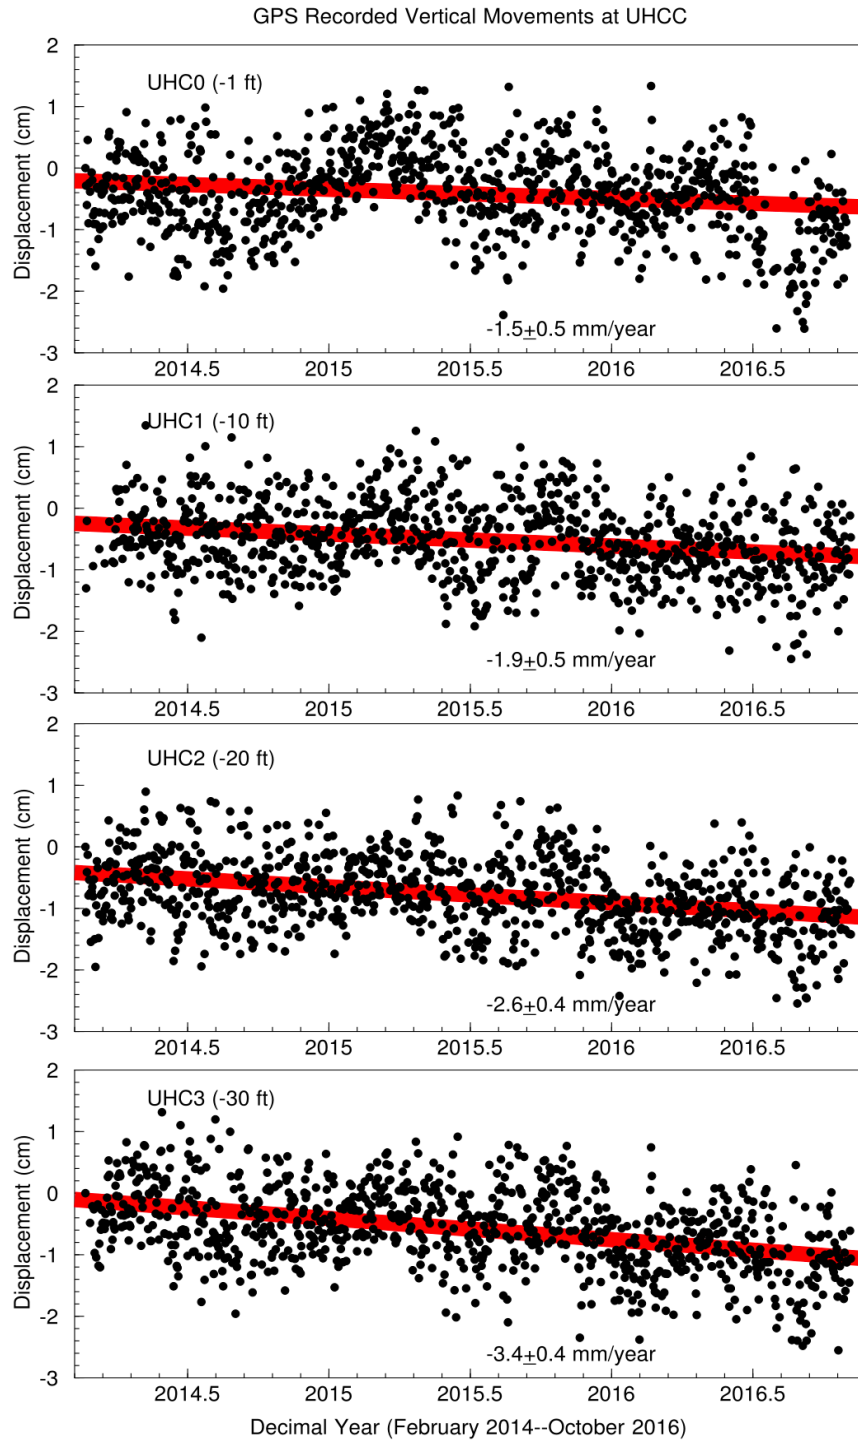 GPS Recorded Vertical Movements at UHCC
2
1
0
-1
-2
-3
Displacement (cm)
UHC0 (-1 ft)
-1.5±0.5 mm/year
2014.5 2015 2015.5 2016 2016.5
2
1
0
-1
-2
-3
Displacement (cm)
UHC1 (-10 ft)
-1.9±0.5 mm/year
2014.5 2015 2015.5 2016 2016.5
2
1
0
-1
-2
-3
Displacement (cm)
UHC2 (-20 ft)
-2.6±0.4 mm/year
2014.5 2015 2015.5 2016 2016.5
2
1
0
-1
-2
-3
Displacement (cm)
UHC3 (-30 ft)
-3.4±0.4 mm/year
2014.5 2015 2015.5 2016 2016.5
Decimal Year (February 2014--October 2016)